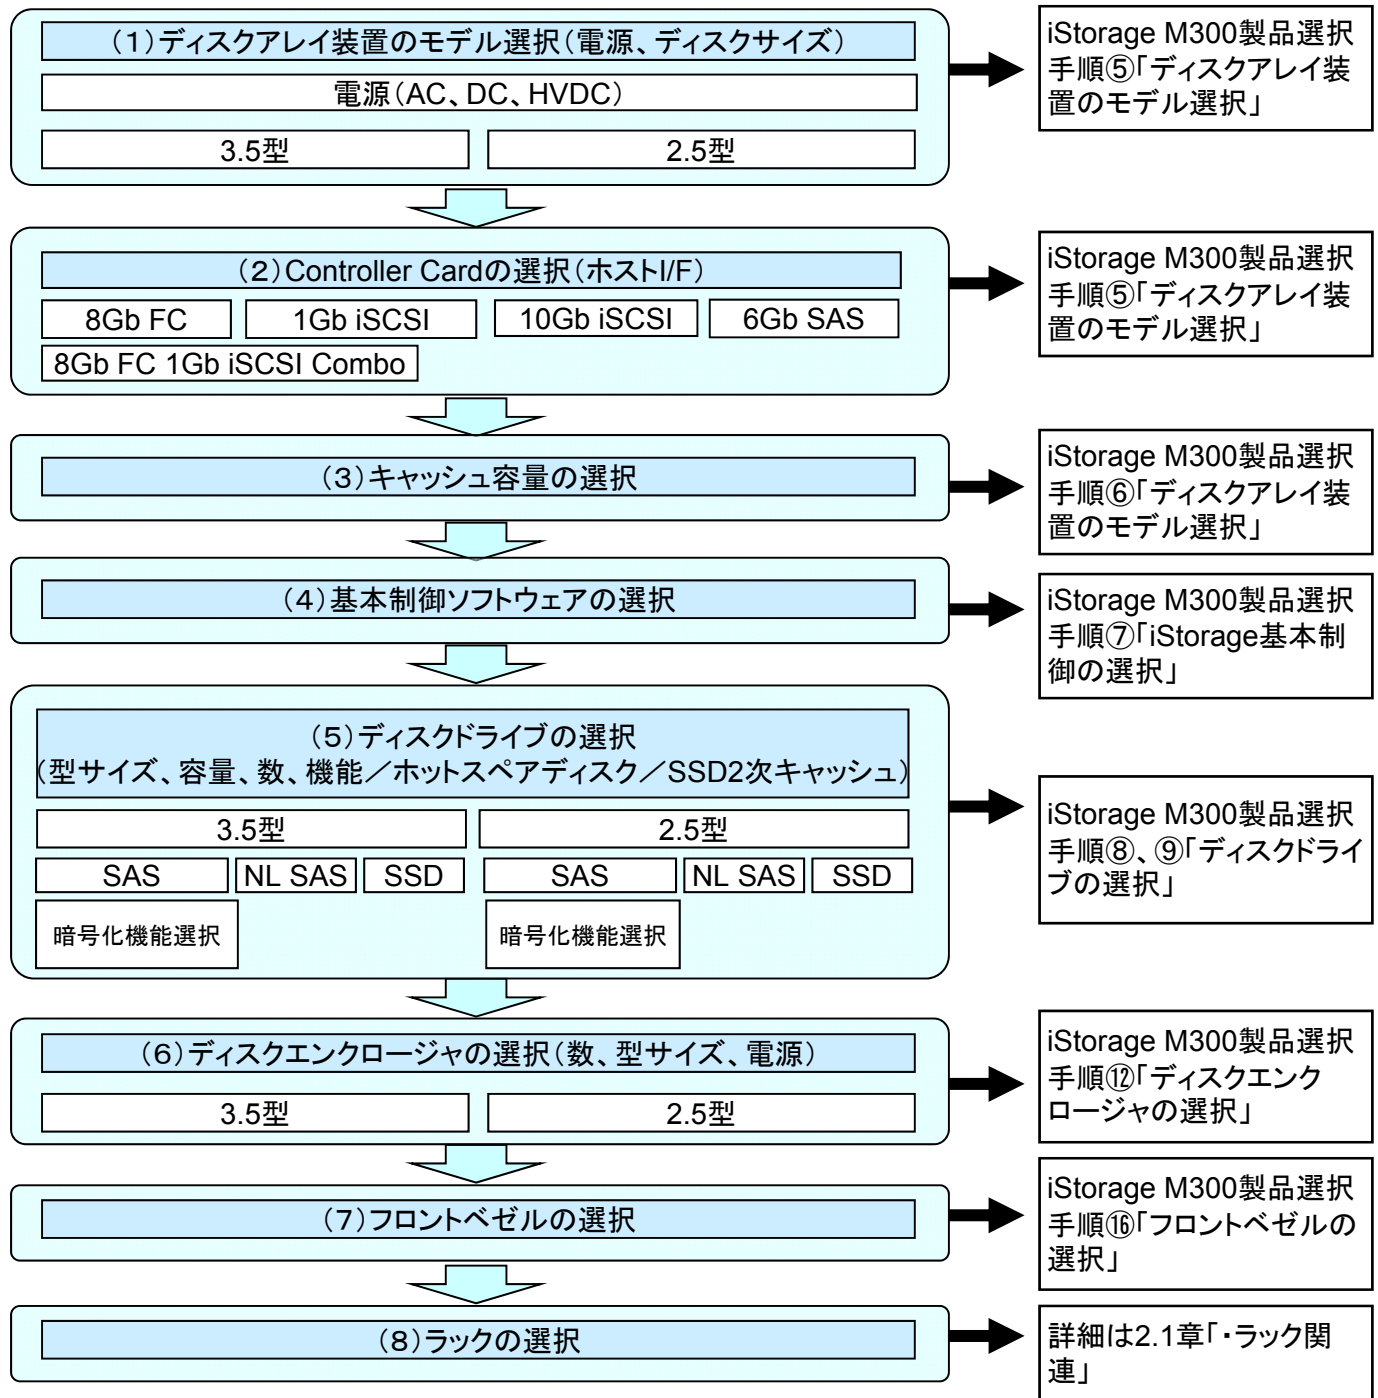 （１）ディスクアレイ装置のモデル選択（電源、ディスクサイズ）
電源（AC、DC、HVDC）
3.5型
2.5型
iStorage M300製品選択
手順⑤「ディスクアレイ装
置のモデル選択」
（２）Controller Cardの選択（ホストI/F）
8Gb FC
1Gb iSCSI
10Gb iSCSI
6Gb SAS
8Gb FC 1Gb iSCSI Combo
iStorage M300製品選択
手順⑤「ディスクアレイ装
置のモデル選択」
（３）キャッシュ容量の選択
iStorage M300製品選択
手順⑥「ディスクアレイ装
置のモデル選択」
（４）基本制御ソフトウェアの選択
iStorage M300製品選択
手順⑦「iStorage基本制
御の選択」
（５）ディスクドライブの選択
（型サイズ、容量、数、機能／ホットスペアディスク／SSD2次キャッシュ）
3.5型
2.5型
SAS
NL SAS
SSD
SAS
NL SAS
SSD
暗号化機能選択
暗号化機能選択
iStorage M300製品選択
手順⑧、⑨「ディスクドライ
ブの選択」
（６）ディスクエンクロージャの選択（数、型サイズ、電源）
3.5型
2.5型
iStorage M300製品選択
手順⑫「ディスクエンク
ロージャの選択」
（７）フロントベゼルの選択
iStorage M300製品選択
手順⑯「フロントベゼルの
選択」
（８）ラックの選択
詳細は2.1章「・ラック関
連」